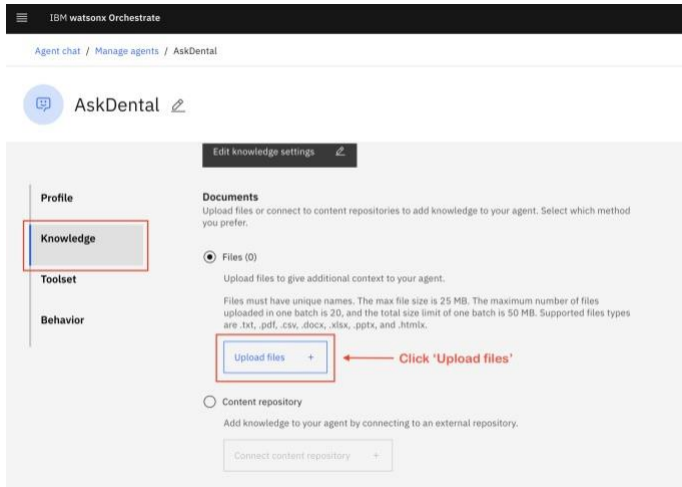 IBM watsonx Orchestrate
Agent chat / Manage agents / AskDental
AskDental
Edit knowledge settings
Profile
Knowledge
Toolset
Behavior
Documents
Upload files or connect to content repositories to add knowledge to your agent. Select which method
you prefer.
Files (0)
Upload files to give additional context to your agent.
Files must have unique names. The max file size is 25 MB. The maximum number of files
uploaded in one batch is 20, and the total size limit of one batch is 50 MB. Supported files types
are .txt, .pdf, .csv, .docx, .xlsx, .pptx, and .htmlx.
Upload files +
Click 'Upload files'
Content repository
Add knowledge to your agent by connecting to an external repository.
Connect content repository +